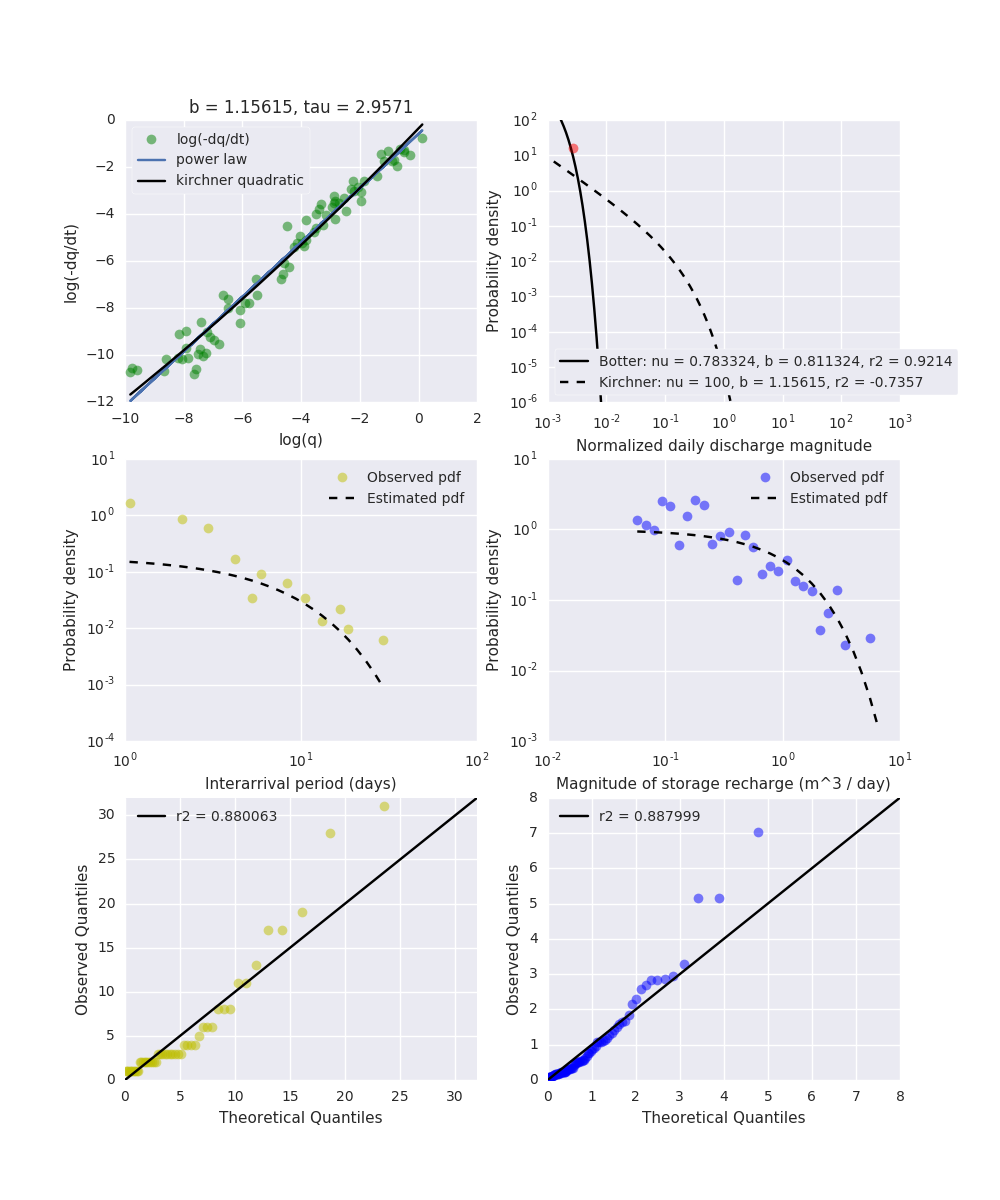 b = 1.15615, tau = 2.9571
log(-dq/dt)
0
−2
−4
−6
−8
−10
−12
log(-dq/dt)
power law
kirchner quadratic
−10 −8 −6 −4 −2 0 2
log(q)
Probability density
10^2
10^1
10^0
10^-1
10^-2
10^-3
10^-4
10^-5
10^-6
Botter: nu = 0.783324, b = 0.811324, r2 = 0.9214
Kirchner: nu = 100, b = 1.15615, r2 = -0.7357
10^-3 10^-2 10^-1 10^0 10^1 10^2 10^3
Normalized daily discharge magnitude
Probability density
10^1
10^0
10^-1
10^-2
10^-3
10^-4
Observed pdf
Estimated pdf
10^0 10^1 10^2
Interarrival period (days)
Probability density
10^1
10^0
10^-1
10^-2
10^-3
Observed pdf
Estimated pdf
10^-2 10^-1 10^0 10^1
Magnitude of storage recharge (m^3 / day)
Observed Quantiles
30
25
20
15
10
5
0
r2 = 0.880063
0 5 10 15 20 25 30
Theoretical Quantiles
Observed Quantiles
8
7
6
5
4
3
2
1
0
r2 = 0.887999
0 1 2 3 4 5 6 7 8
Theoretical Quantiles